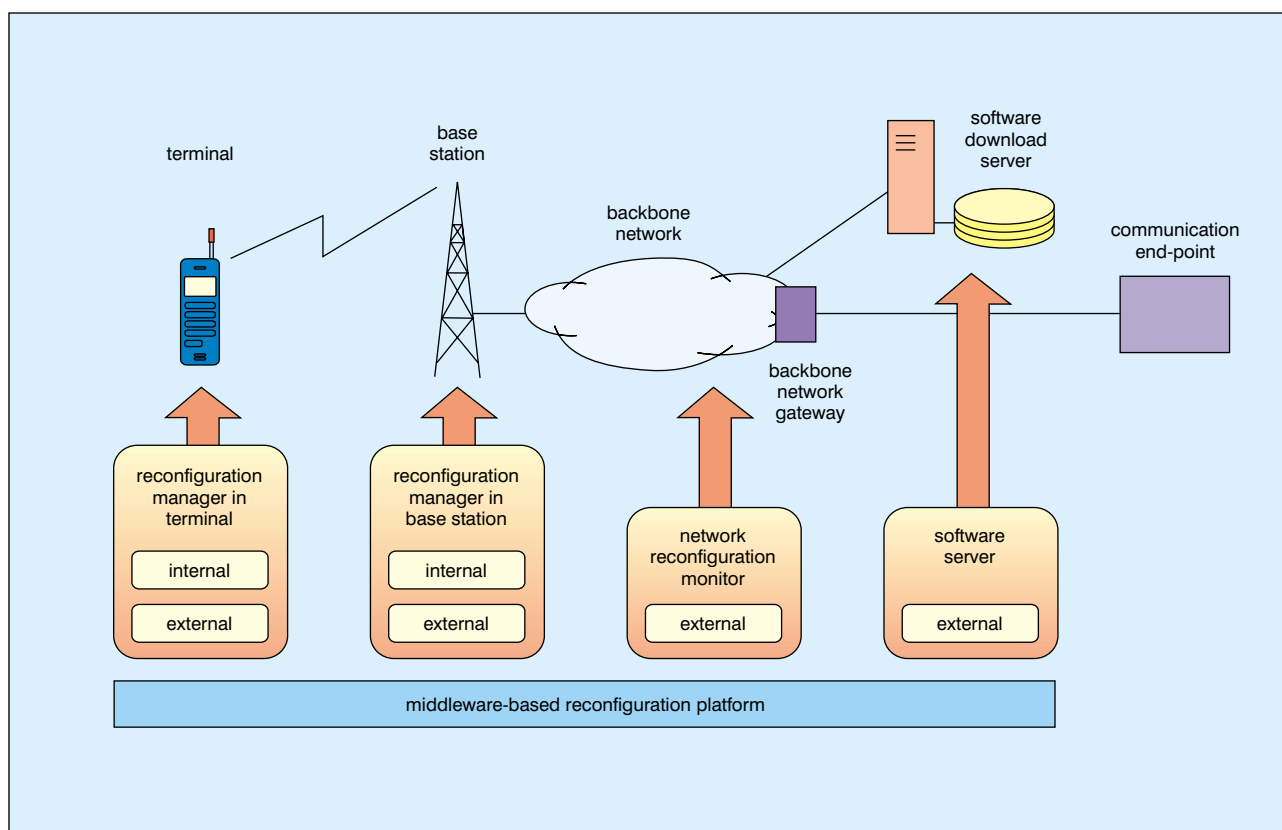 terminal
base
station
backbone
network
software
download
server
communication
end-point
backbone
network
gateway
reconfiguration
manager in
terminal
internal
external
reconfiguration
manager in
base station
internal
external
network
reconfiguration
monitor
external
software
server
external
middleware-based reconfiguration platform